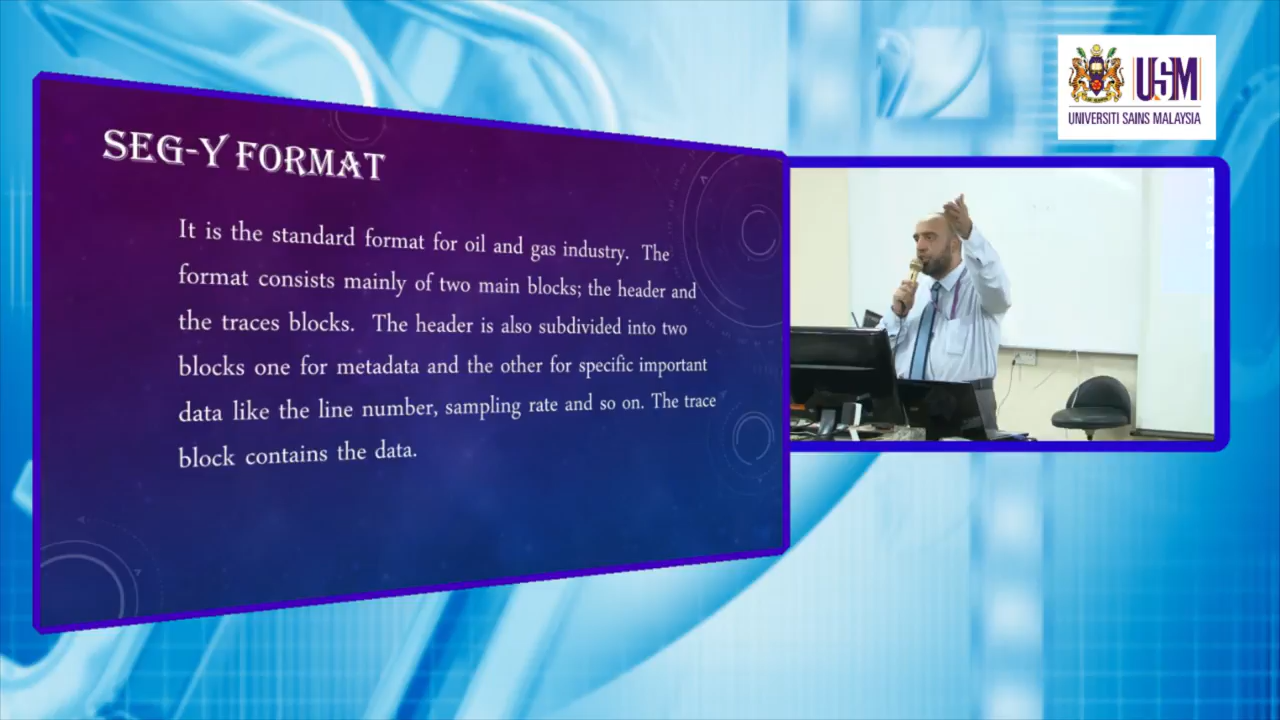 SEG-Y FORMAT
It is the standard format for oil and gas industry. The
format consists mainly of two main blocks; the header and
the traces blocks. The header is also subdivided into two
blocks one for metadata and the other for specific important
data like the line number, sampling rate and so on. The trace
block contains the data.
USM
UNIVERSITI SAINS MALAYSIA